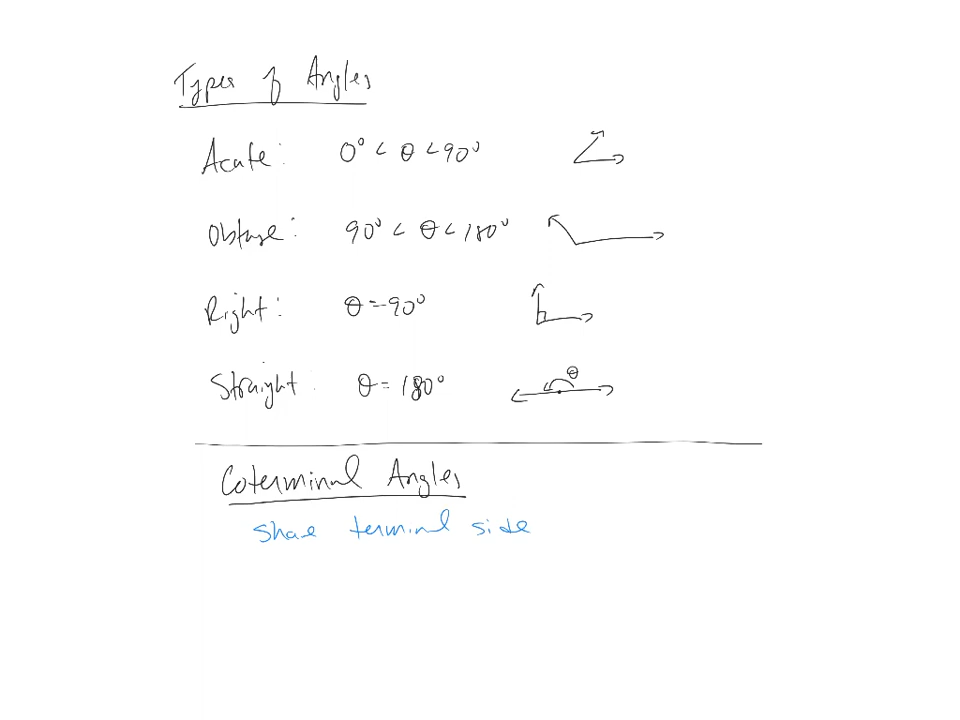 Types of Angles
Acute: 0° < θ < 90°
Obtuse: 90° < θ < 180°
Right: θ = 90°
Straight: θ = 180° θ
Coterminal Angles
Share terminal side